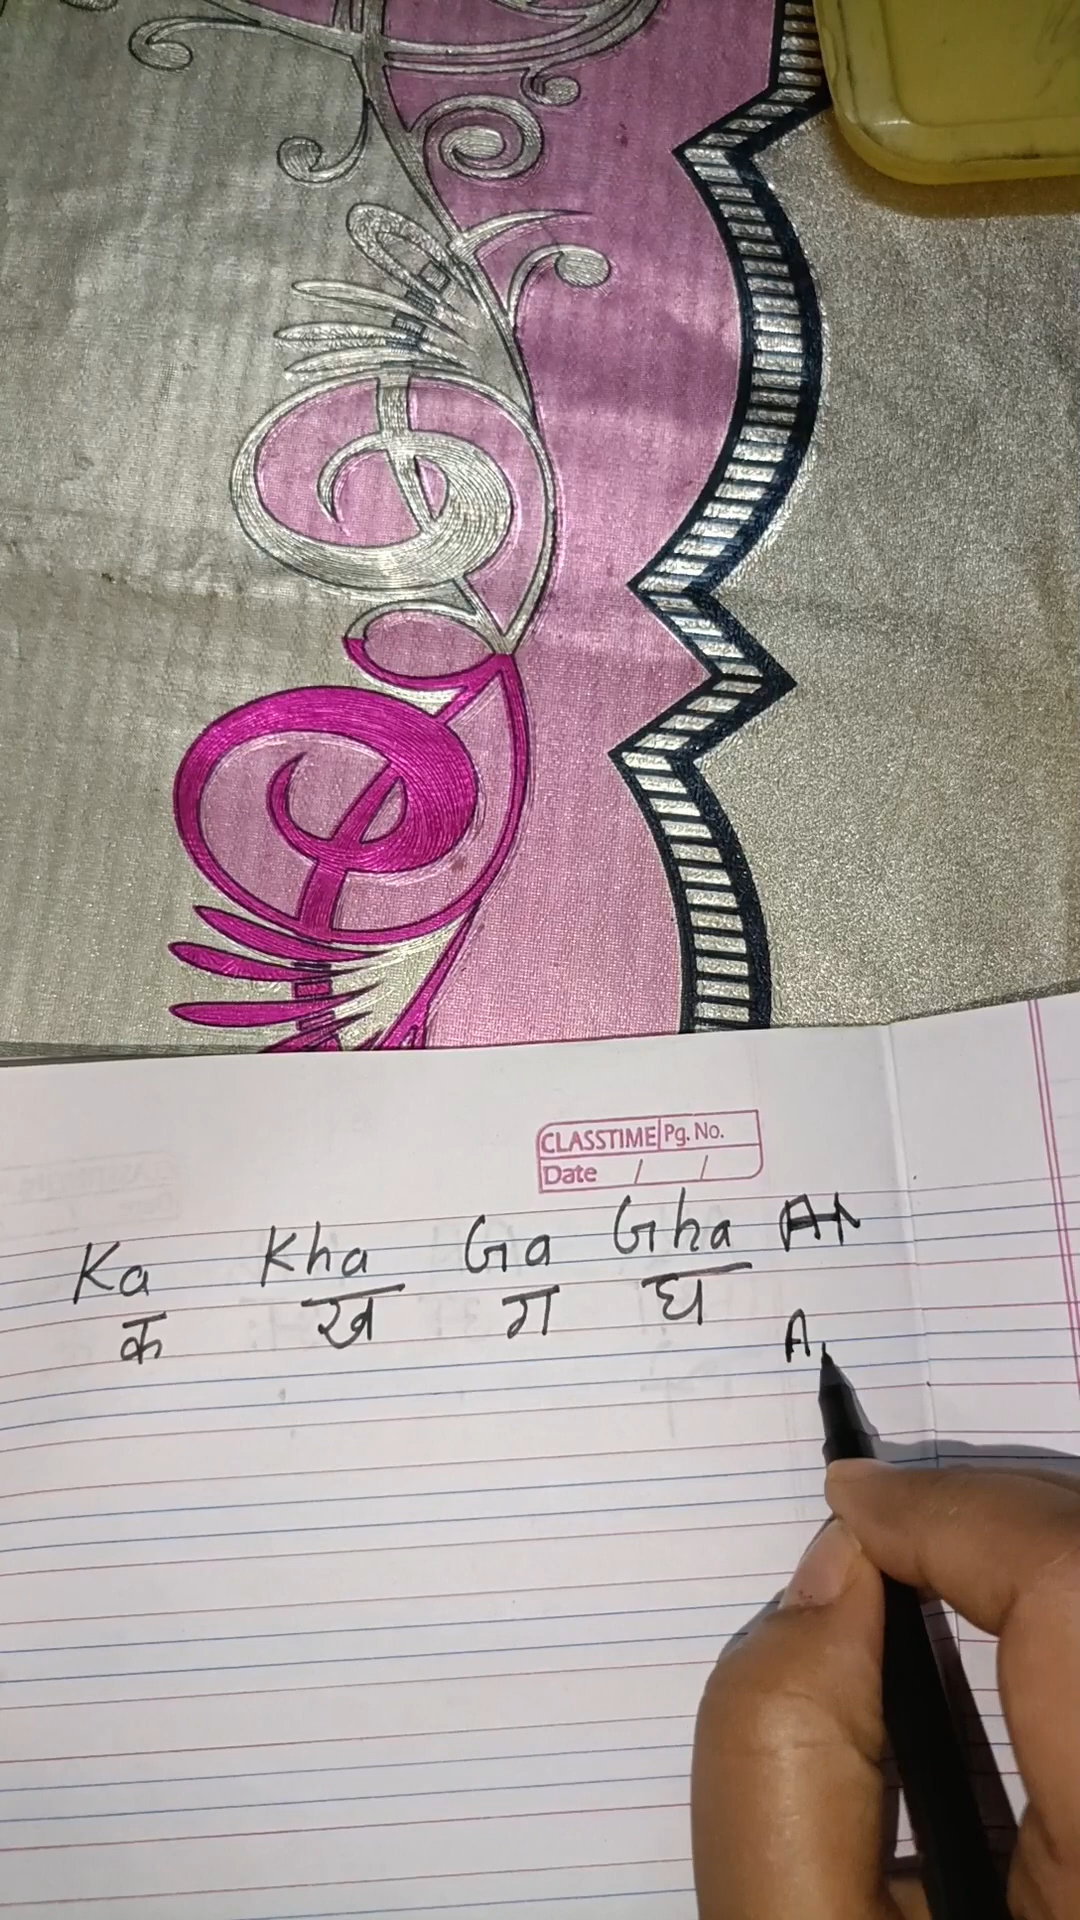 CLASSTIME Pg. No.
Date / /
Ka Kha Ga Gha
क ख ग घ
A